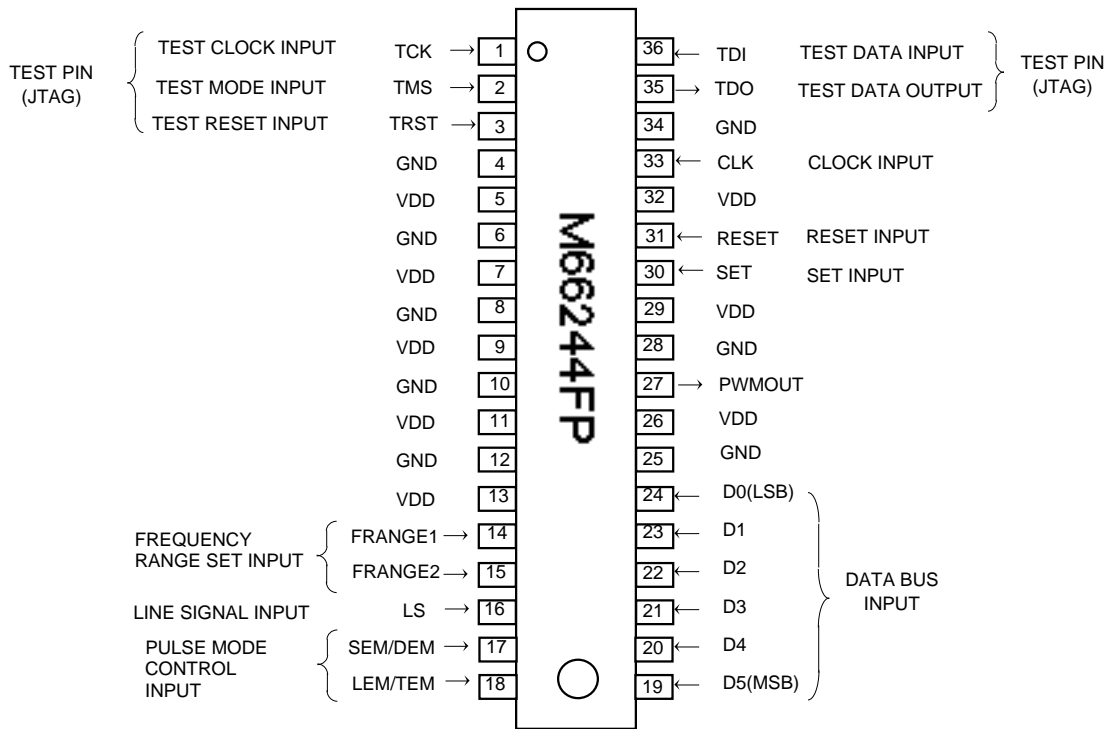 TEST CLOCK INPUT TCK 1 36 TDI TEST DATA INPUT
TEST PIN
(JTAG)
TEST MODE INPUT TMS 2 35 TDO TEST DATA OUTPUT
TEST PIN
(JTAG)
TEST RESET INPUT TRST 3 34 GND
GND 4 33 CLK CLOCK INPUT
VDD 5 32 VDD
GND 6 31 RESET RESET INPUT
VDD 7 30 SET SET INPUT
GND 8 29 VDD
VDD 9 28 GND
GND 10 27 PWMOUT
VDD 11 26 VDD
GND 12 25 GND
VDD 13 24 D0(LSB)
M66244FP
FREQUENCY
RANGE SET INPUT
FRANGE1 14 23 D1
FRANGE2 15 22 D2
LINE SIGNAL INPUT LS 16 21 D3
DATA BUS
INPUT
PULSE MODE
CONTROL
INPUT
SEM/DEM 17 20 D4
LEM/TEM 18 19 D5(MSB)